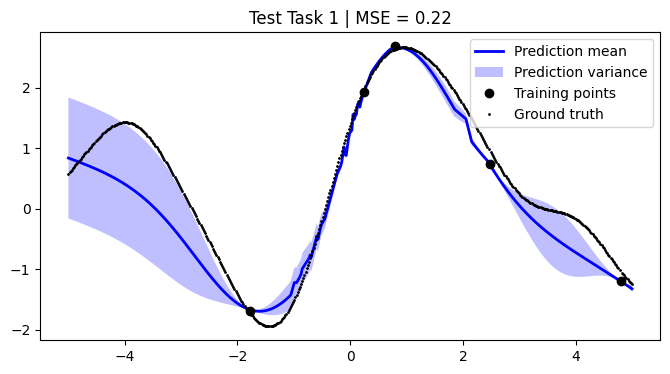 Test Task 1 | MSE = 0.22
Prediction mean
Prediction variance
Training points
Ground truth
2
1
0
−1
−2
−4
−2
0
2
4